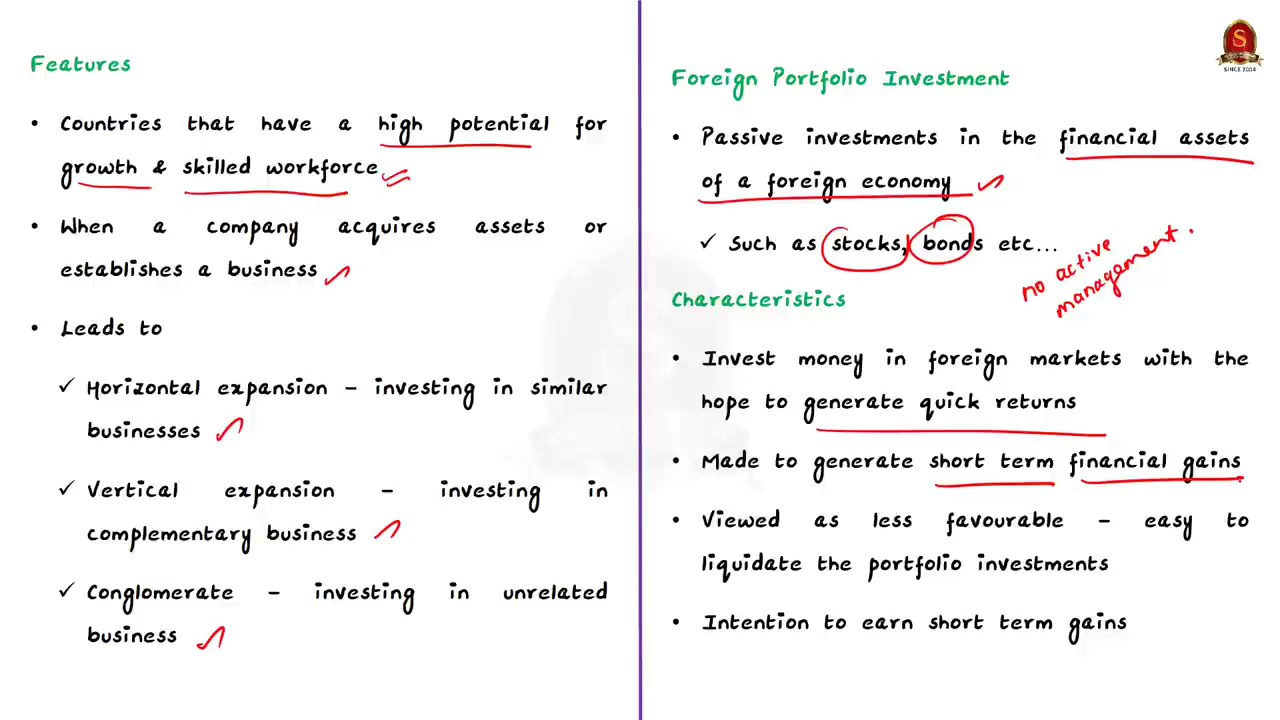 Features
• Countries that have a high potential for
growth & skilled workforce
• When a company acquires assets or
establishes a business
• Leads to
✓ Horizontal expansion – investing in similar
businesses
✓ Vertical expansion – investing in
complementary business
✓ Conglomerate – investing in unrelated
business
S
SINCE 2004
Foreign Portfolio Investment
• Passive investments in the financial assets
of a foreign economy
✓ Such as stocks, bonds etc...
no active
management.
Characteristics
• Invest money in foreign markets with the
hope to generate quick returns
• Made to generate short term financial gains
• Viewed as less favourable – easy to
liquidate the portfolio investments
• Intention to earn short term gains